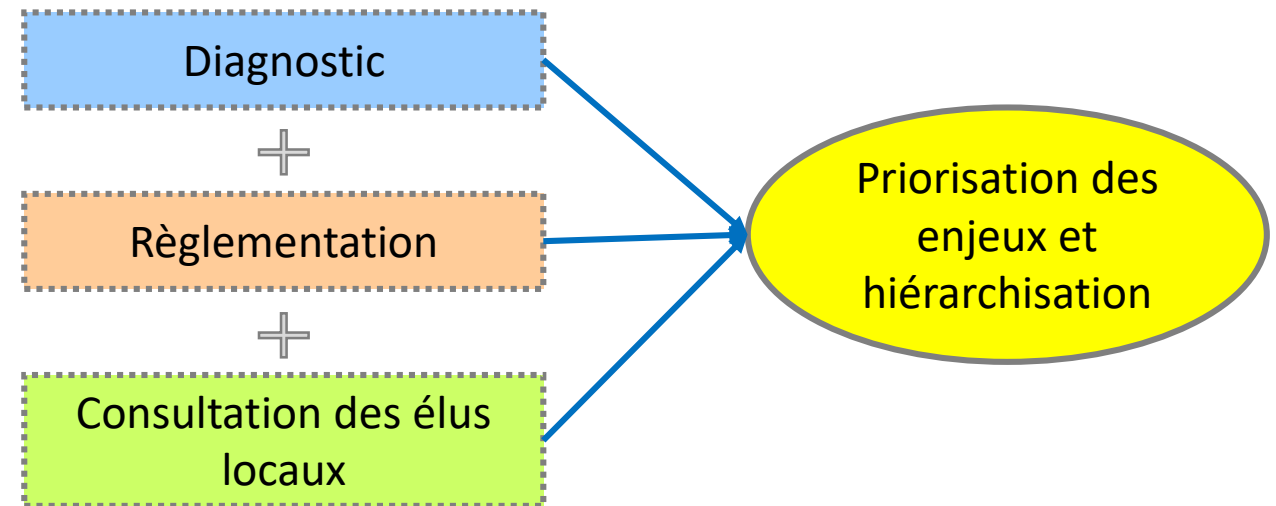 Diagnostic
Règlementation
Consultation des élus
locaux
Priorisation des
enjeux et
hiérarchisation